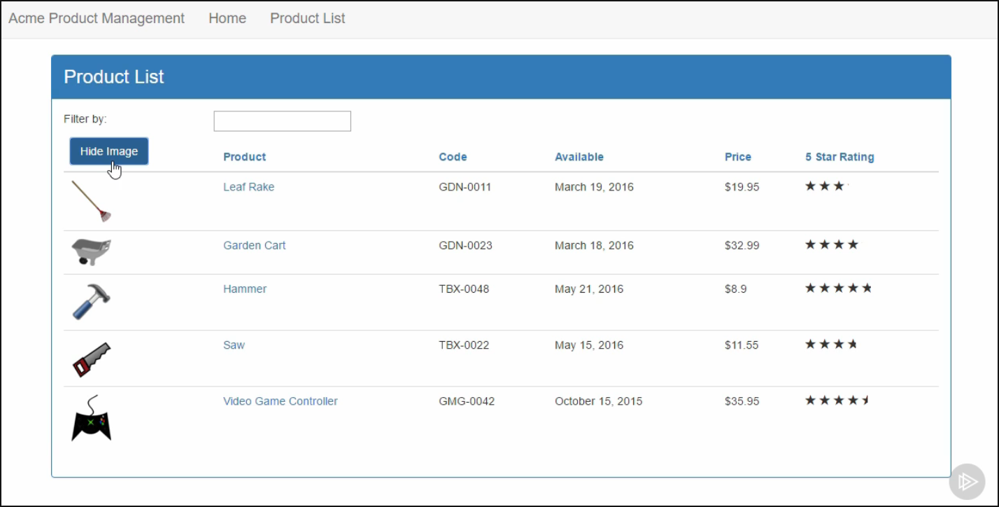 Acme Product Management Home Product List
Product List
Filter by:
Hide Image Product Code Available Price 5 Star Rating
Leaf Rake GDN-0011 March 19, 2016 $19.95
Garden Cart GDN-0023 March 18, 2016 $32.99
Hammer TBX-0048 May 21, 2016 $8.9
Saw TBX-0022 May 15, 2016 $11.55
Video Game Controller GMG-0042 October 15, 2015 $35.95